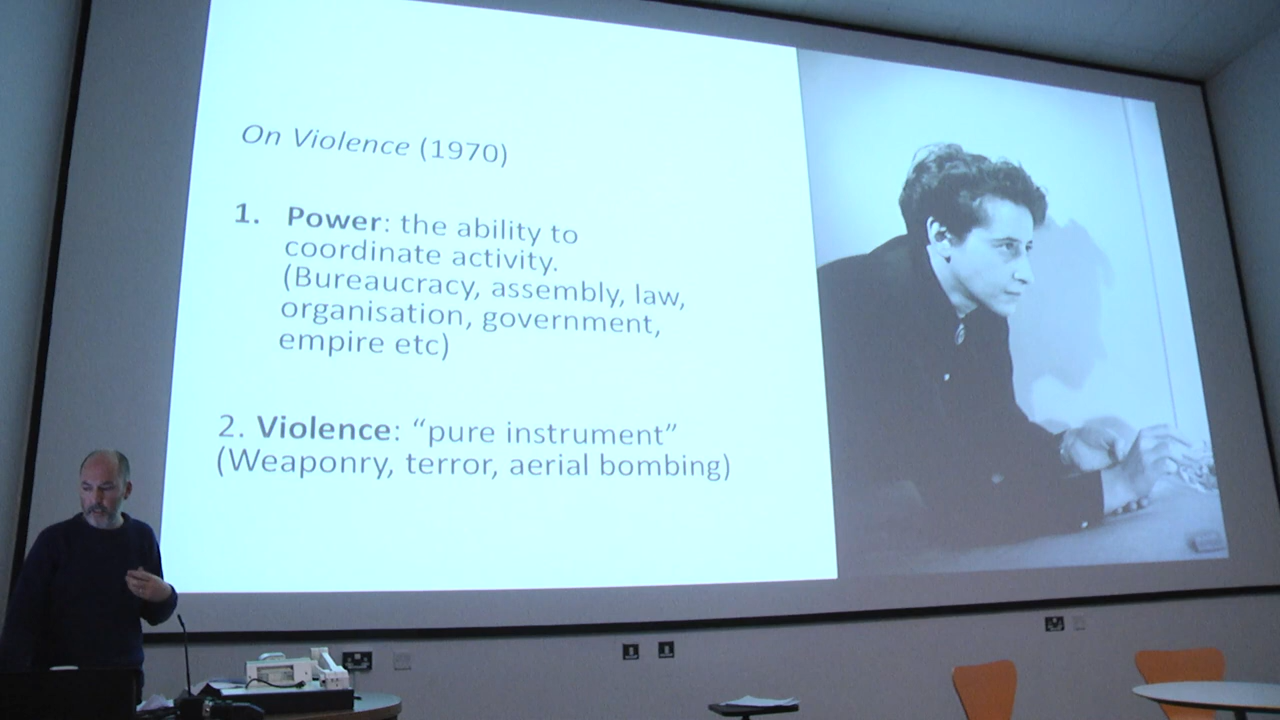 On Violence (1970)
1. Power: the ability to
coordinate activity.
(Bureaucracy, assembly, law,
organisation, government,
empire etc)
2. Violence: “pure instrument”
(Weaponry, terror, aerial bombing)